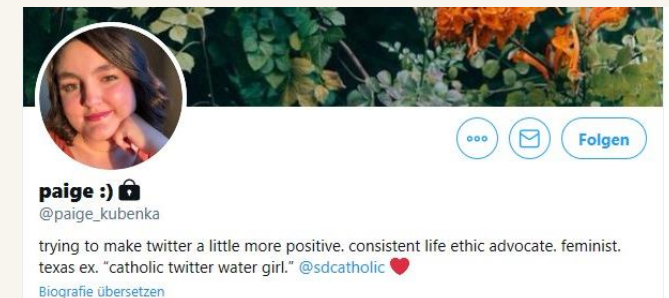 Folgen
paige :)
@paige_kubenka
trying to make twitter a little more positive. consistent life ethic advocate. feminist.
texas ex. “catholic twitter water girl.” @sdcatholic ❤️
Biografie übersetzen